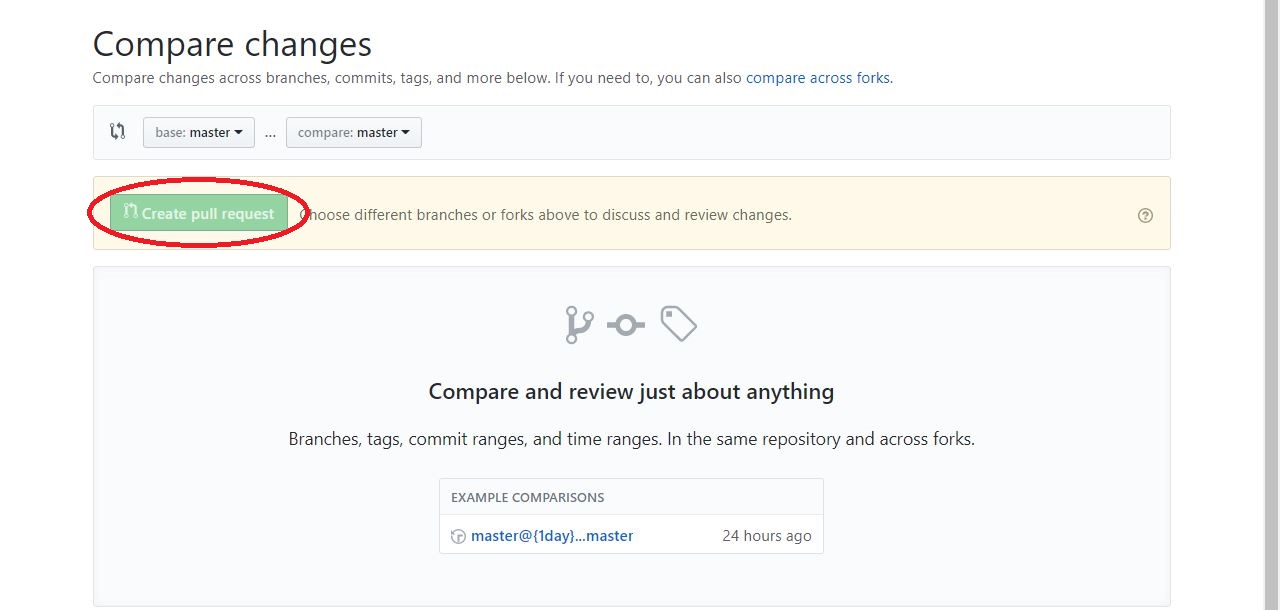 Compare changes
Compare changes across branches, commits, tags, and more below. If you need to, you can also compare across forks.
base: master ... compare: master
Create pull request Choose different branches or forks above to discuss and review changes.
Compare and review just about anything
Branches, tags, commit ranges, and time ranges. In the same repository and across forks.
EXAMPLE COMPARISONS
master@{1day}...master 24 hours ago